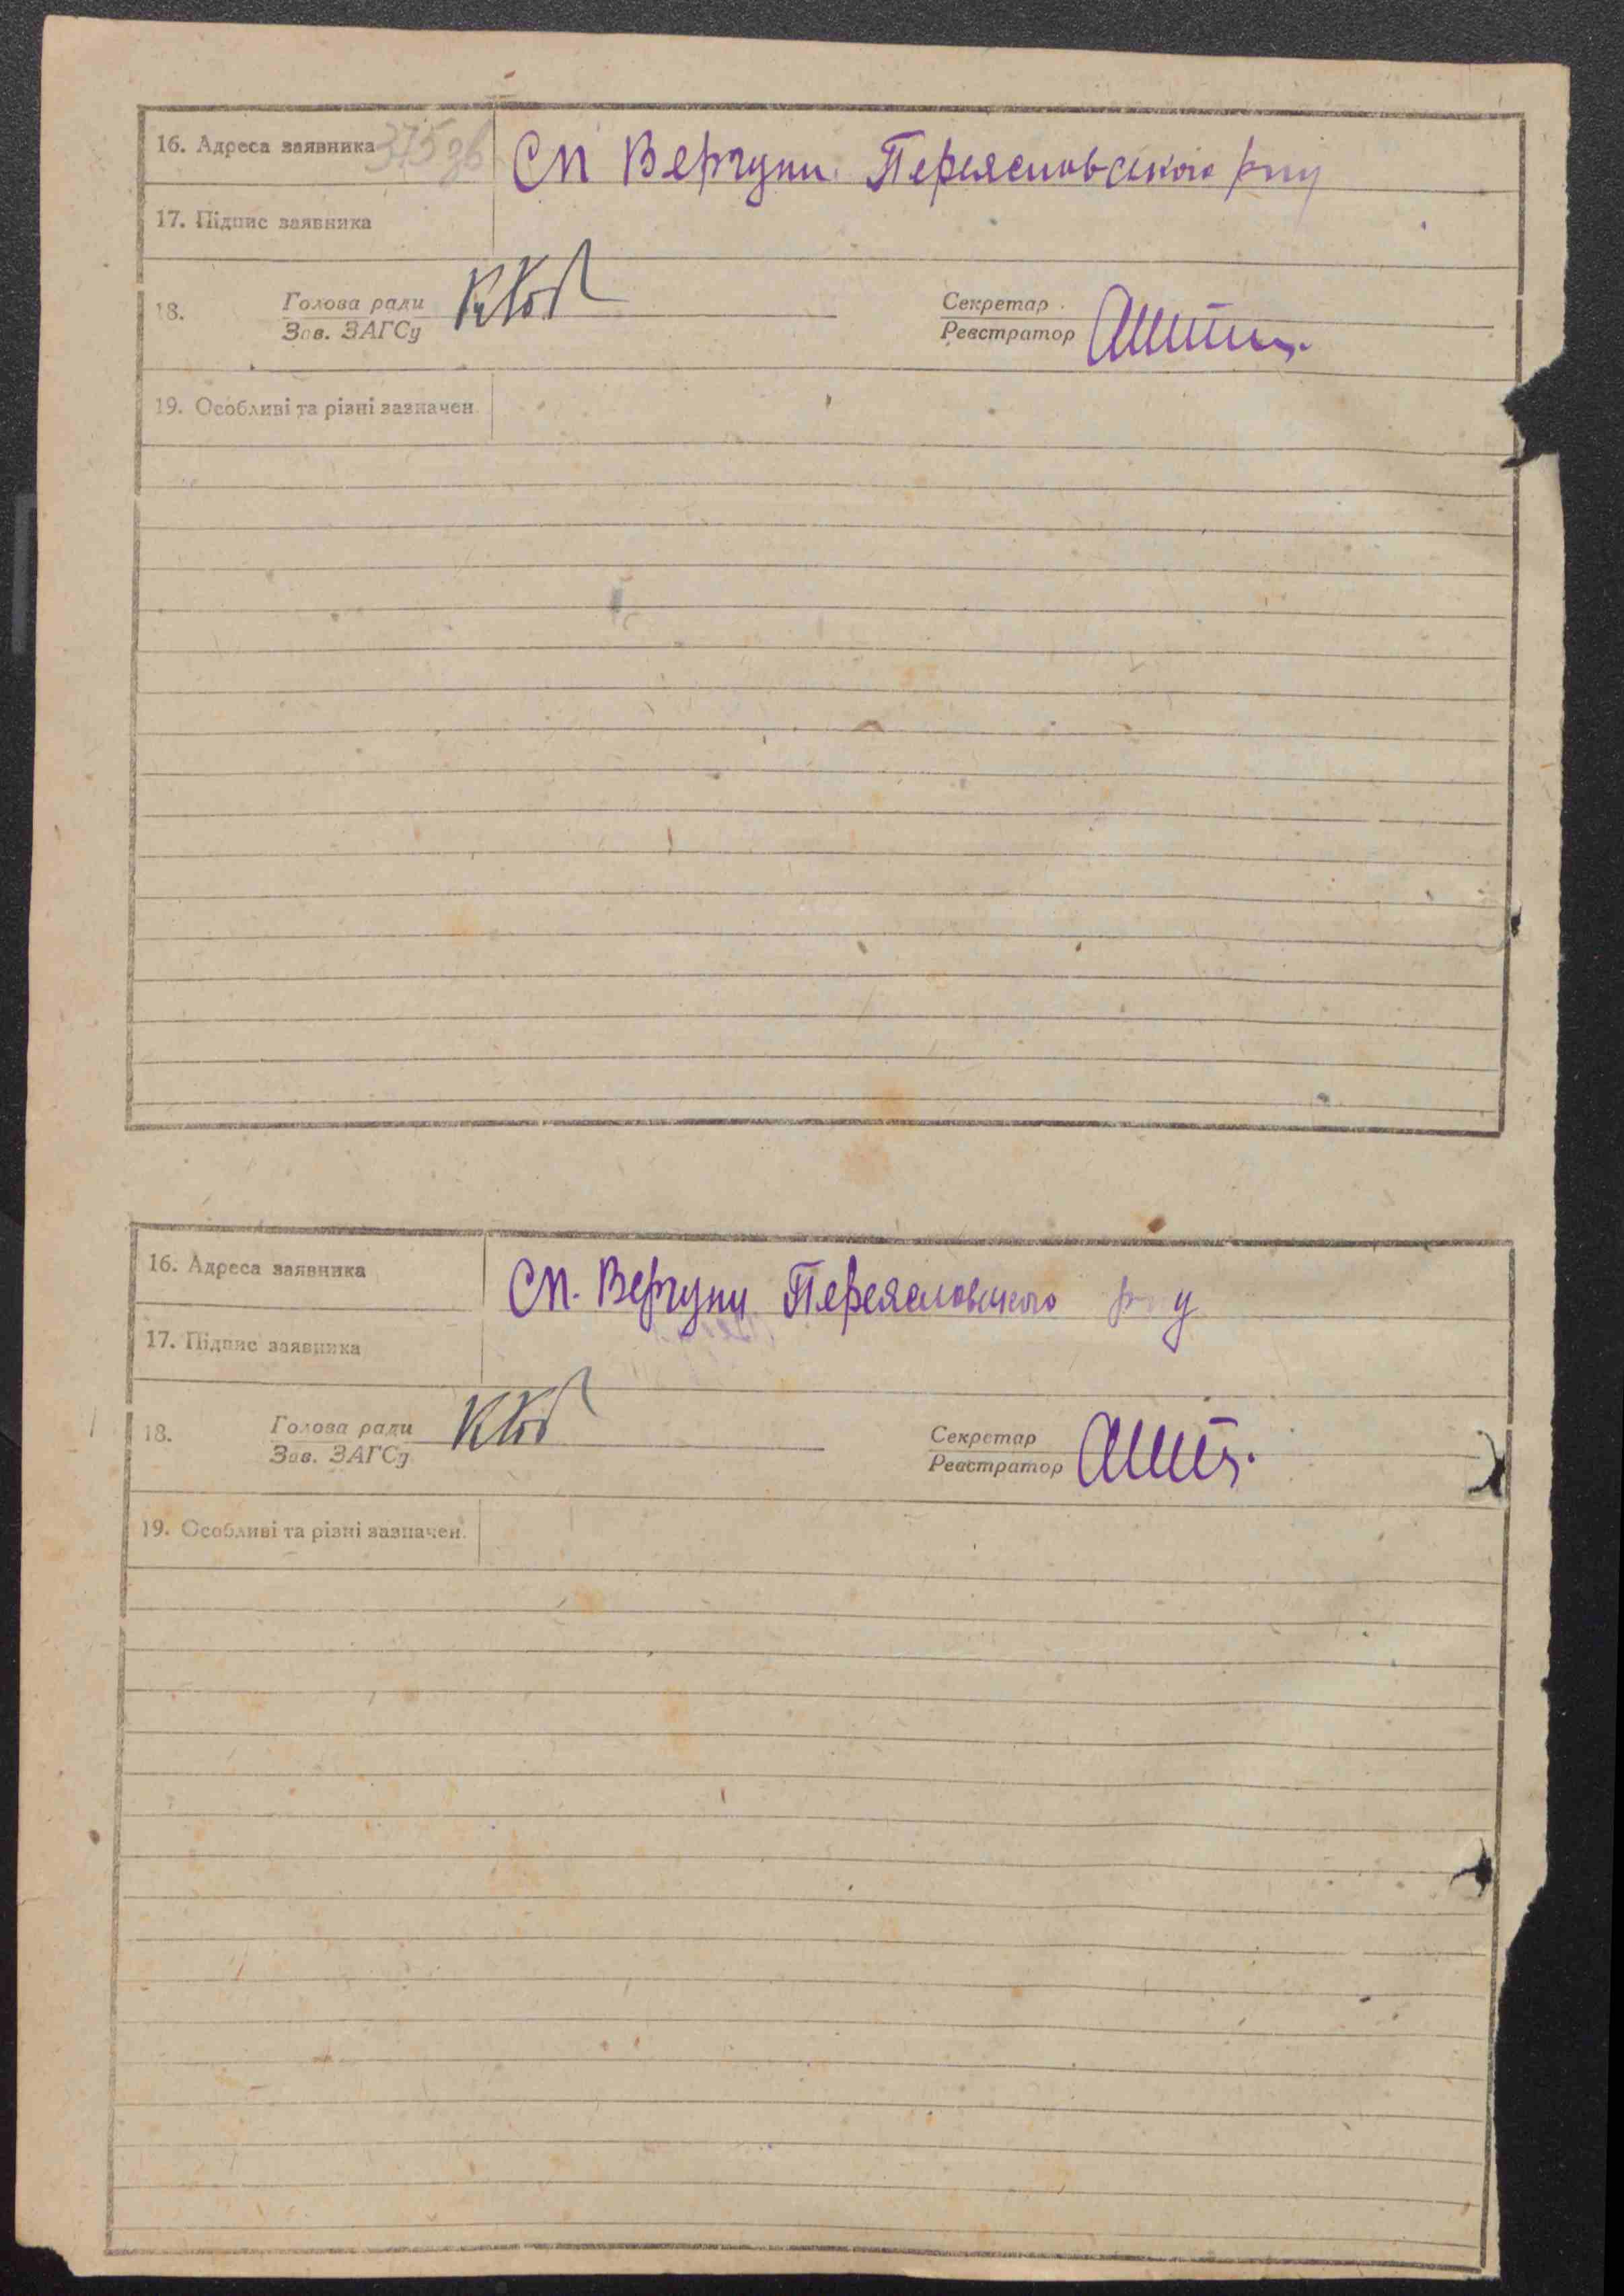 16. Адреса заявника 375 зв См Вергуни Переяславського р-ну
17. Підпис заявника
18. Голова ради Секретар
Зав. ЗАГСу Реєстратор
19. Особливі та різні зазначен.
16. Адреса заявника См. Вергуни Переяславського р-ну
17. Підпис заявника
18. Голова ради Секретар
Зав. ЗАГСу Реєстратор
19. Особливі та різні зазначен.